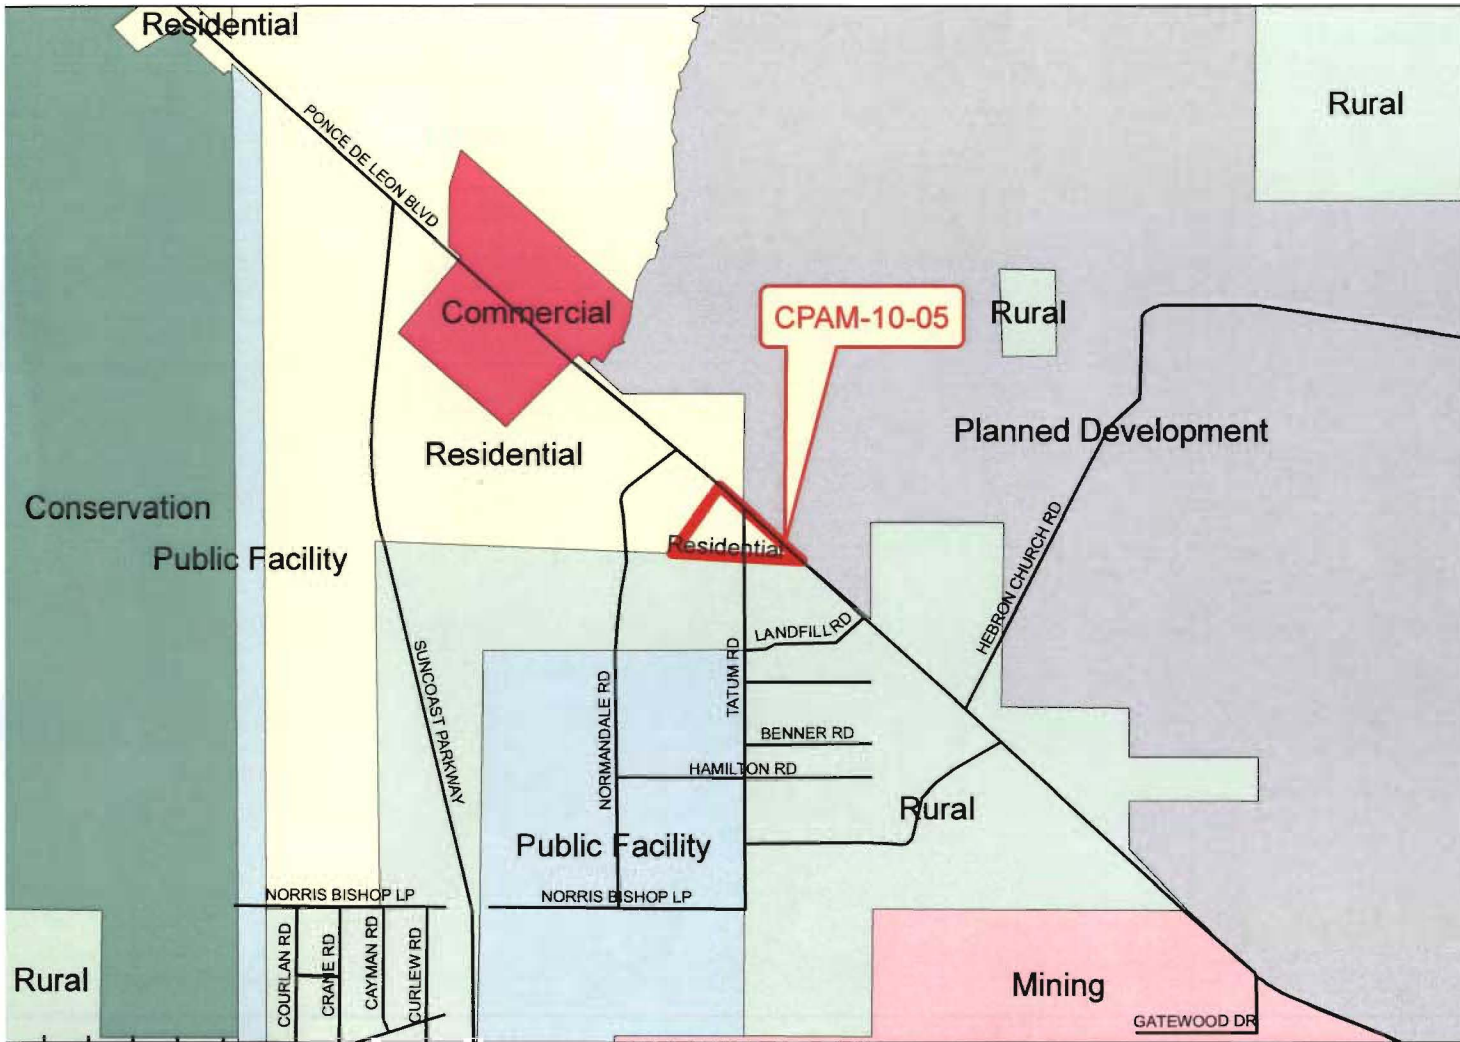 Residential
Rural
PONCE DE LEON BLVD
Commercial
CPAM-10-05
Rural
Planned Development
Residential
Conservation
Public Facility
Residential
HEBRON CHURCH RD
LANDFILL RD
SUNCOAST PARKWAY
NORMANDALE RD
TATUM RD
BENNER RD
HAMILTON RD
Rural
Public Facility
NORRIS BISHOP LP
NORRIS BISHOP LP
COURLAN RD
CRANE RD
CAYMAN RD
CURLEW RD
Rural
Mining
GATEWOOD DR